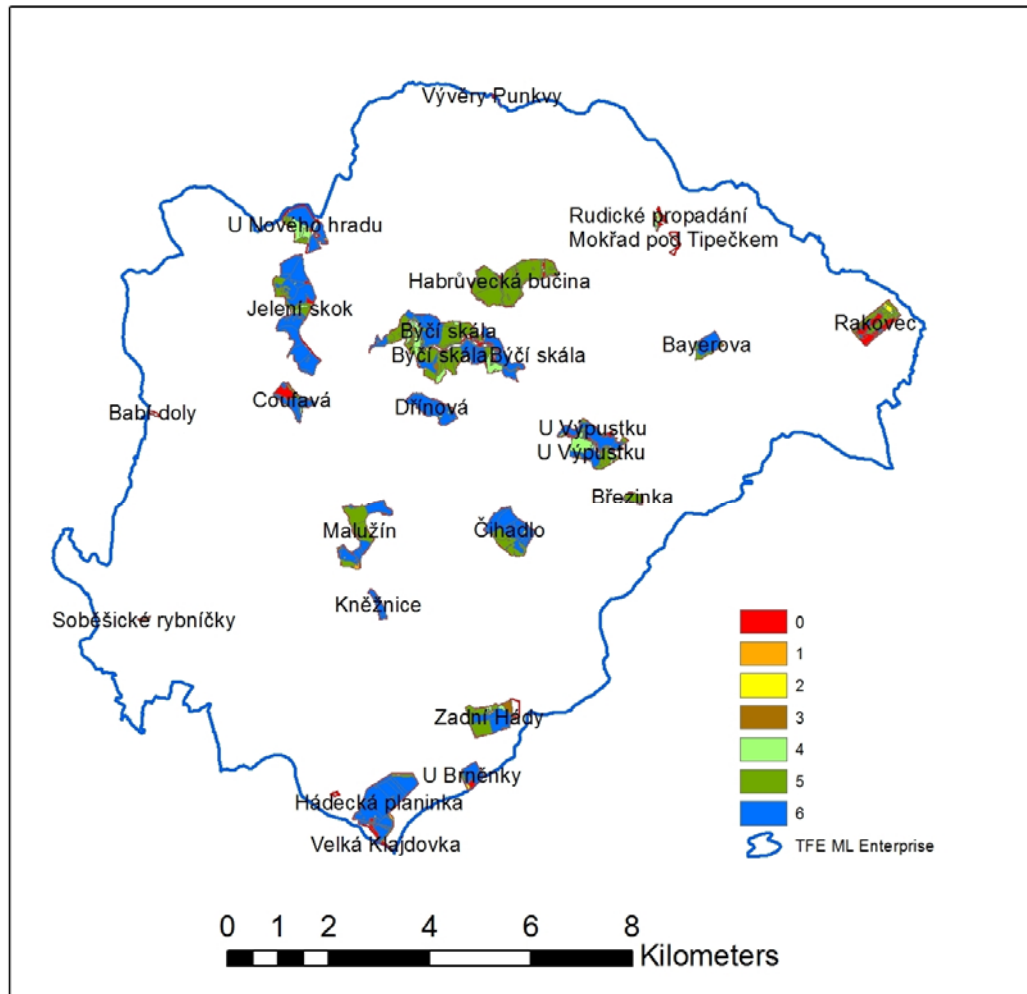 Vývěry Punkvy
Rudické propadání
U Nového hradu
Mokřad pod Tipečkem
Habrůvecká bučina
Jelení skok
Rakovec
Býčí skála
Bayerova
Býčí skála
Býčí skála
Coufavá
Dřínová
Babí doly
U Výpustku
U Výpustku
Březinka
Malužín
Čihadlo
Kněžnice
Soběšické rybníčky
Zadní Hády
U Brněnky
Hádecká planinka
Velká Klajdovka
0
1
2
3
4
5
6
TFE ML Enterprise
0 1 2 4 6 8
Kilometers